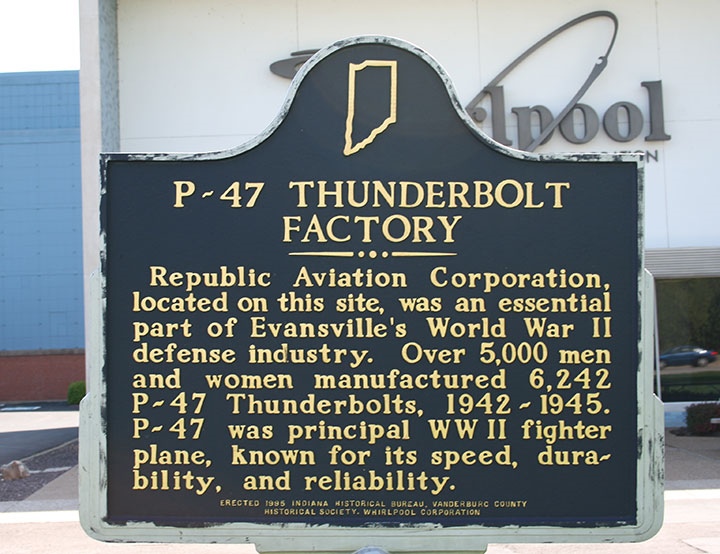 lpool
P~47 THUNDERBOLT
FACTORY
Republic Aviation Corporation,
located on this site, was an essential
part of Evansville's World War II
defense industry. Over 5,000 men
and women manufactured 6,242
P~47 Thunderbolts, 1942~1945.
P~47 was principal WW II fighter
plane, known for its speed, dura~
bility, and reliability.
ERECTED 1995 INDIANA HISTORICAL BUREAU, VANDERBURG COUNTY
HISTORICAL SOCIETY, WHIRLPOOL CORPORATION